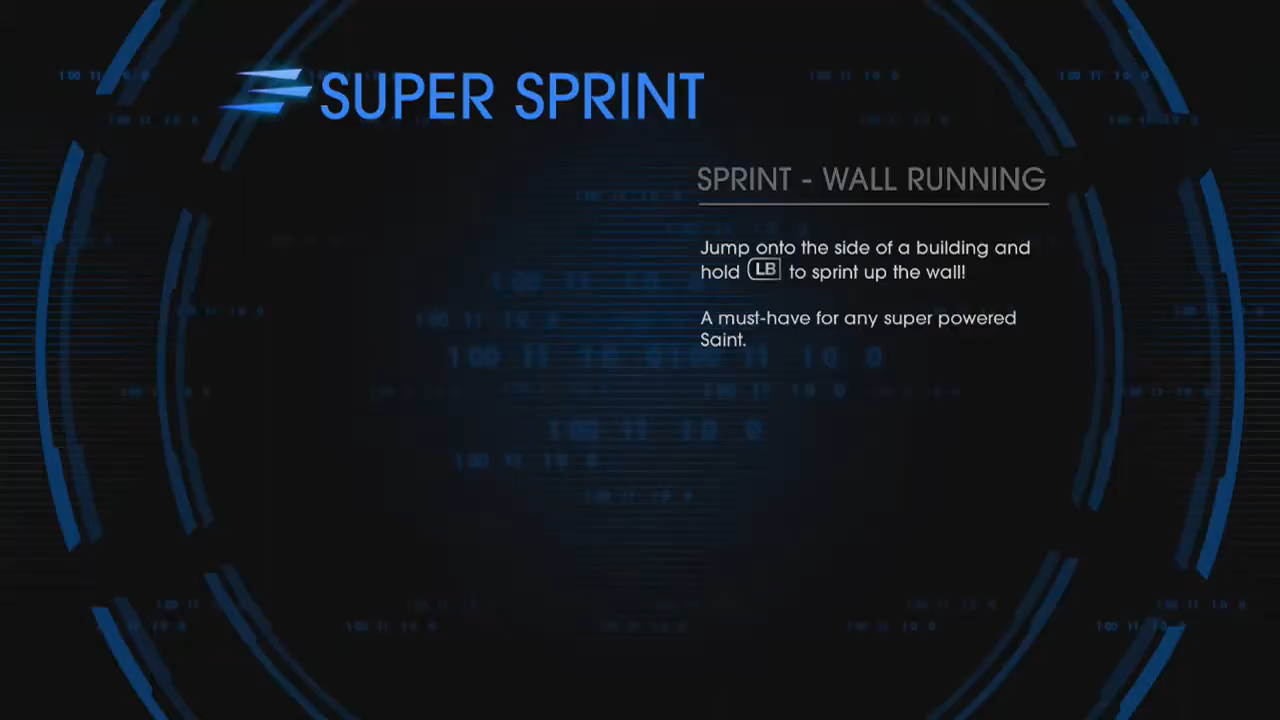 SUPER SPRINT
SPRINT - WALL RUNNING
Jump onto the side of a building and
hold LB to sprint up the wall!
A must-have for any super powered
Saint.